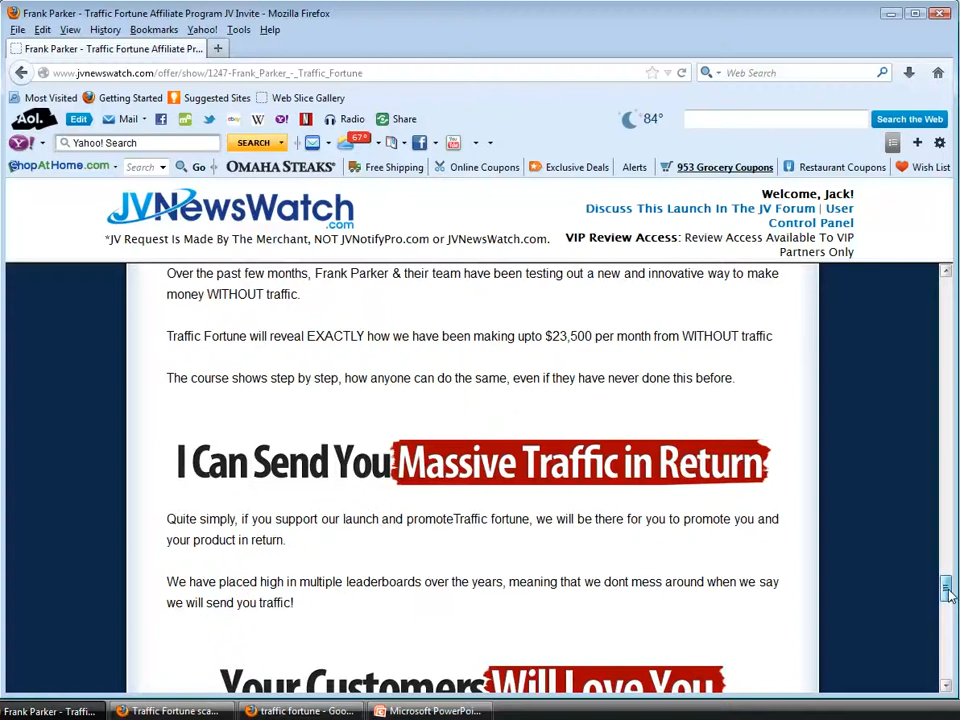 Frank Parker - Traffic Fortune Affiliate Program JV Invite - Mozilla Firefox
File Edit View History Bookmarks Yahoo! Tools Help
Frank Parker - Traffic Fortune Affiliate Pr... +
www.jvnewswatch.com/offer/show/1247-Frank_Parker_-_Traffic_Fortune Web Search
Most Visited Getting Started Suggested Sites Web Slice Gallery
Aol. Edit Mail Radio Share 84° Search the Web
Yahoo! Search SEARCH 67°
ShopAtHome.com Search Go OMAHA STEAKS Free Shipping Online Coupons Exclusive Deals Alerts 953 Grocery Coupons Restaurant Coupons Wish List
JVNewsWatch.com
*JV Request Is Made By The Merchant, NOT JVNotifyPro.com or JVNewsWatch.com.
Welcome, Jack!
Discuss This Launch In The JV Forum | User
Control Panel
VIP Review Access: Review Access Available To VIP
Partners Only
Over the past few months, Frank Parker & their team have been testing out a new and innovative way to make
money WITHOUT traffic.
Traffic Fortune will reveal EXACTLY how we have been making upto $23,500 per month from WITHOUT traffic
The course shows step by step, how anyone can do the same, even if they have never done this before.
I Can Send You Massive Traffic in Return
Quite simply, if you support our launch and promoteTraffic fortune, we will be there for you to promote you and
your product in return.
We have placed high in multiple leaderboards over the years, meaning that we dont mess around when we say
we will send you traffic!
Your Customers Will Love You
Frank Parker - Traffi... Traffic Fortune sca... traffic fortune - Goo... Microsoft PowerPoi...